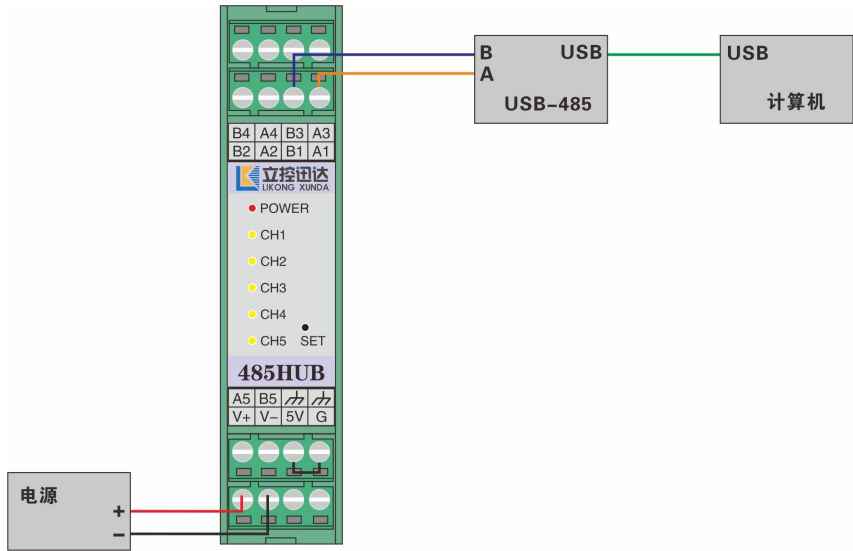 B USB
A
USB-485
USB
计算机
B4 A4 B3 A3
B2 A2 B1 A1
立控迅达
LIKONG XUNDA
POWER
CH1
CH2
CH3
CH4
CH5 SET
485HUB
A5 B5
V+ V- 5V G
电源
+
-